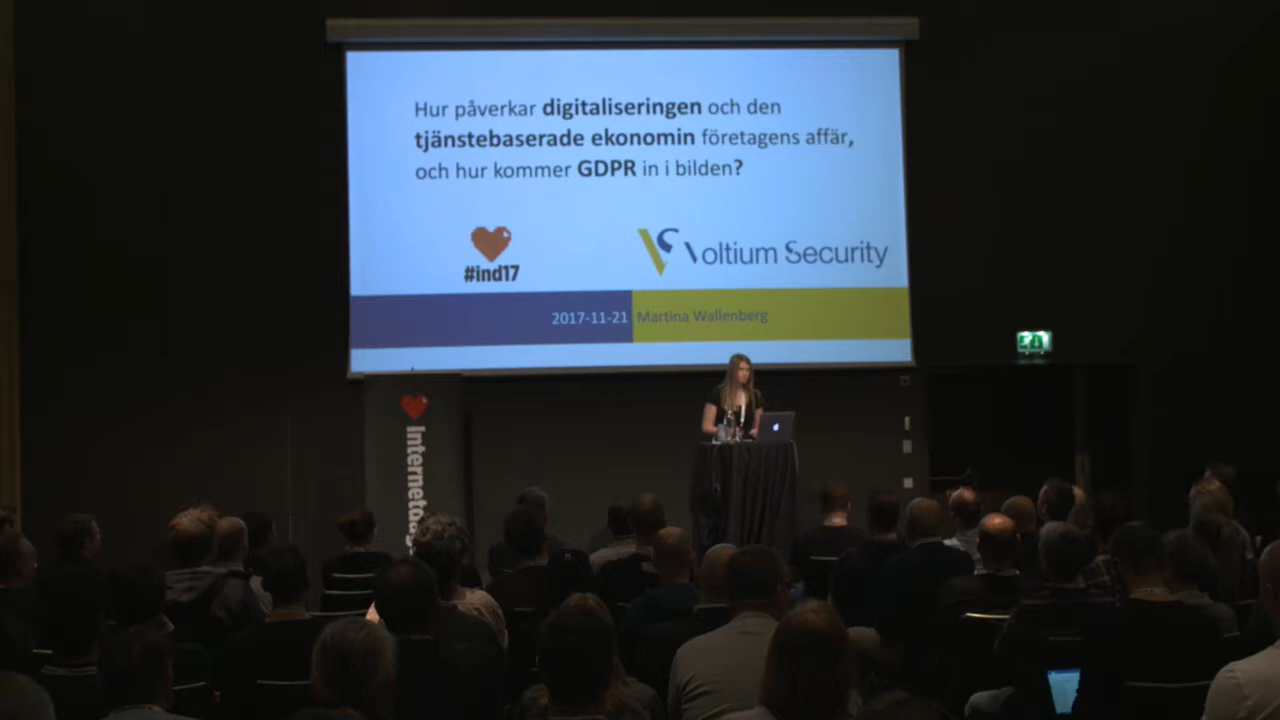 Hur påverkar digitaliseringen och den
tjänstebaserade ekonomin företagens affär,
och hur kommer GDPR in i bilden?
#ind17
VS Voltium Security
2017-11-21 Martina Wallenberg